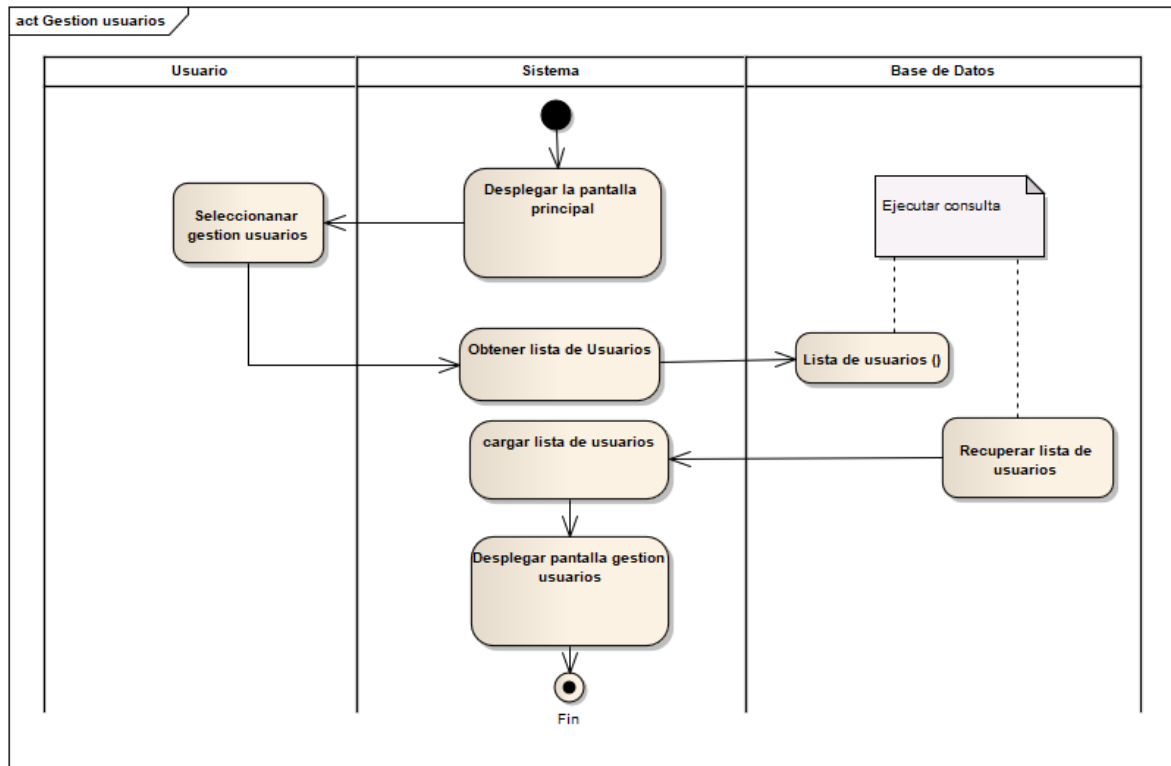 act Gestion usuarios
Usuario
Sistema
Base de Datos
Desplegar la pantalla
principal
Seleccionanar
gestion usuarios
Ejecutar consulta
Obtener lista de Usuarios
Lista de usuarios ()
cargar lista de usuarios
Recuperar lista de
usuarios
Desplegar pantalla gestion
usuarios
Fin